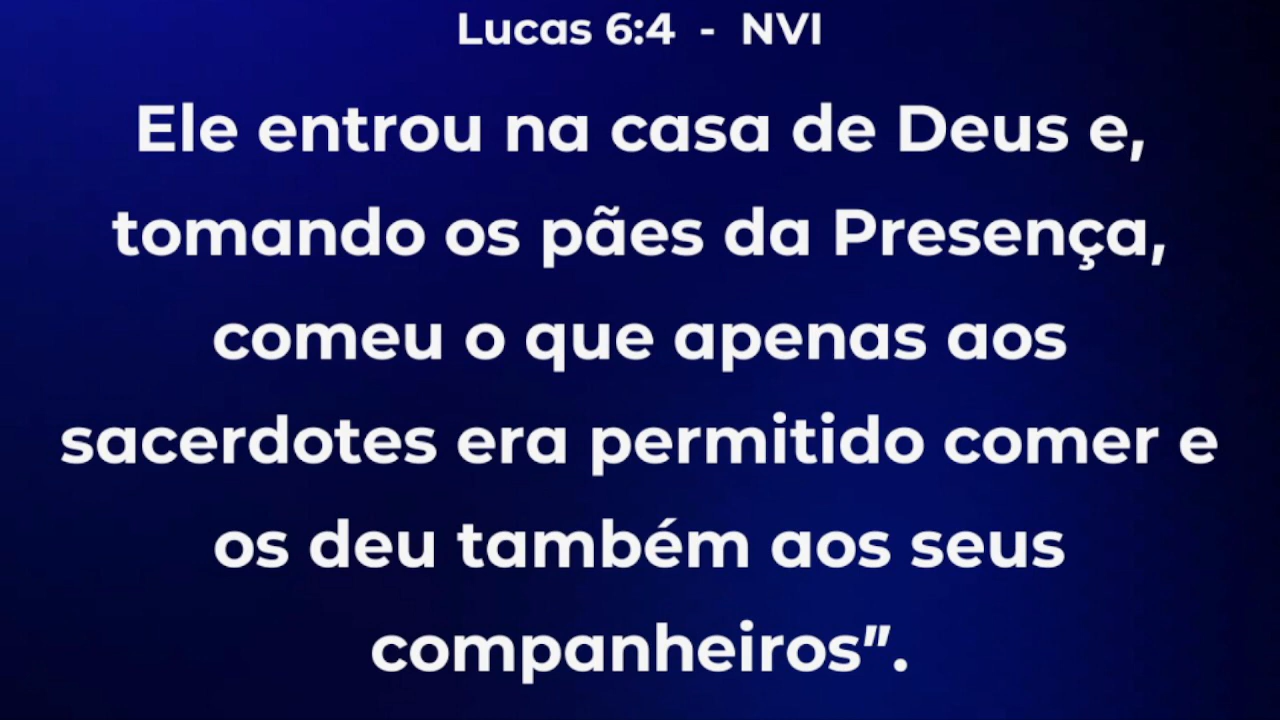 Lucas 6:4 - NVI
Ele entrou na casa de Deus e,
tomando os pães da Presença,
comeu o que apenas aos
sacerdotes era permitido comer e
os deu também aos seus
companheiros”.